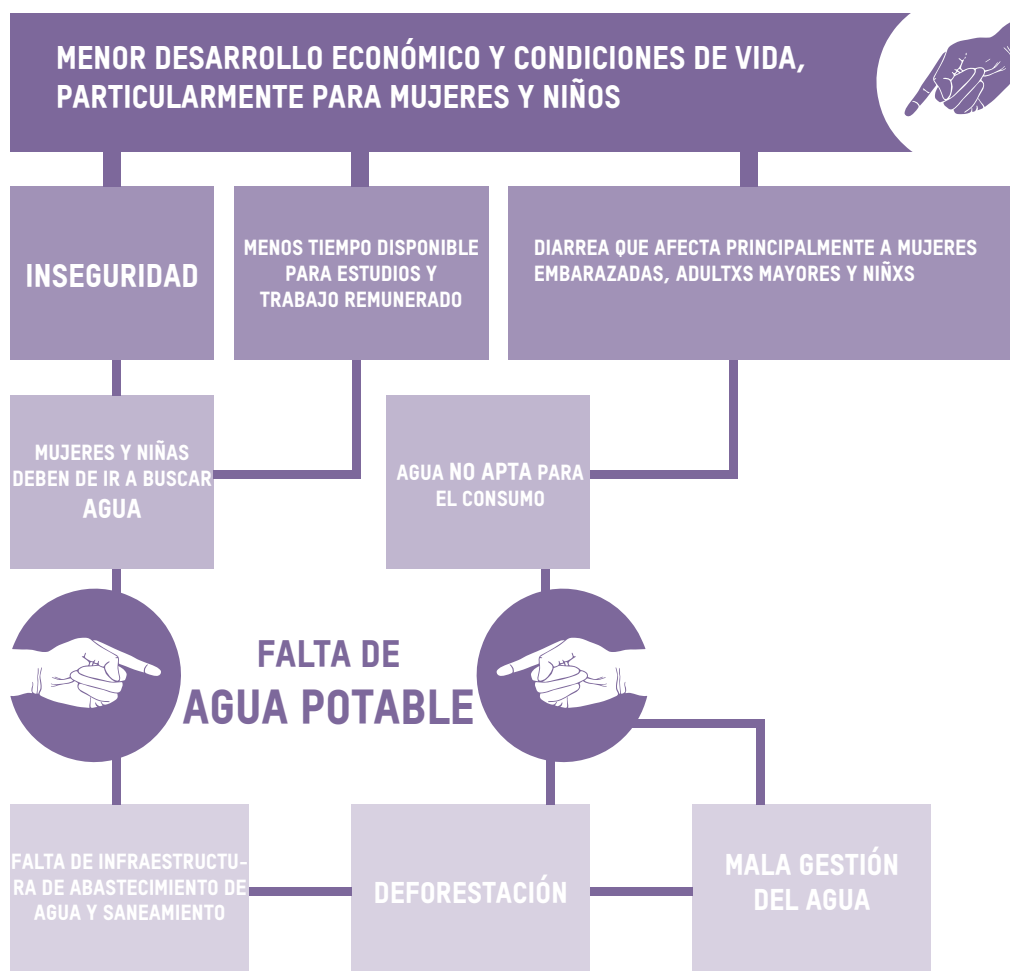 MENOR DESARROLLO ECONÓMICO Y CONDICIONES DE VIDA,
PARTICULARMENTE PARA MUJERES Y NIÑOS
INSEGURIDAD
MENOS TIEMPO DISPONIBLE
PARA ESTUDIOS Y
TRABAJO REMUNERADO
DIARREA QUE AFECTA PRINCIPALMENTE A MUJERES
EMBARAZADAS, ADULTXS MAYORES Y NIÑXS
MUJERES Y NIÑAS
DEBEN DE IR A BUSCAR
AGUA
AGUA NO APTA PARA
EL CONSUMO
FALTA DE
AGUA POTABLE
FALTA DE INFRAESTRUCTU-
RA DE ABASTECIMIENTO DE
AGUA Y SANEAMIENTO
DEFORESTACIÓN
MALA GESTIÓN
DEL AGUA